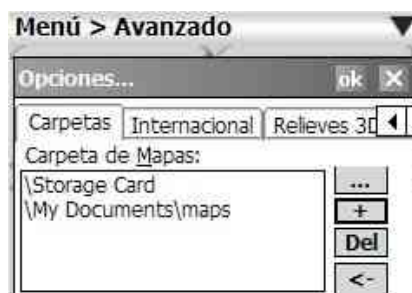 Menú > Avanzado
Opciones... ok
Carpetas Internacional Relieves 3D
Carpeta de Mapas:
\Storage Card
\My Documents\maps
...
+
Del
<-